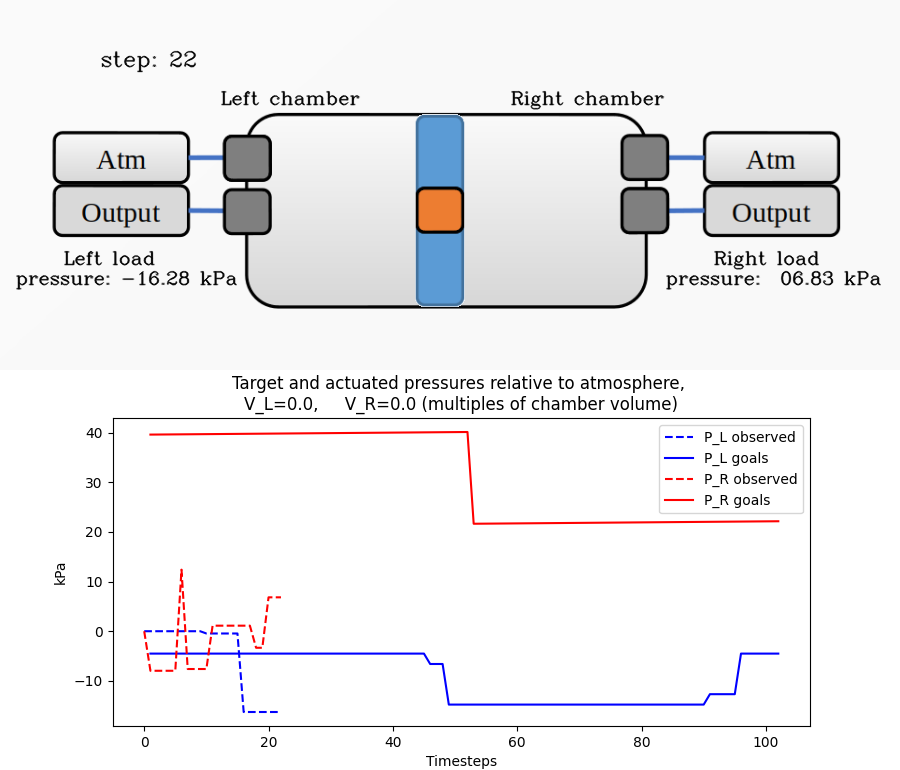 step: 22
Left chamber
Right chamber
Atm
Atm
Output
Output
Left load
pressure: -16.28 kPa
Right load
pressure:  06.83 kPa
Target and actuated pressures relative to atmosphere,
V_L=0.0,     V_R=0.0 (multiples of chamber volume)
P_L observed
P_L goals
P_R observed
P_R goals
kPa
40
30
20
10
0
−10
0 20 40 60 80 100
Timesteps